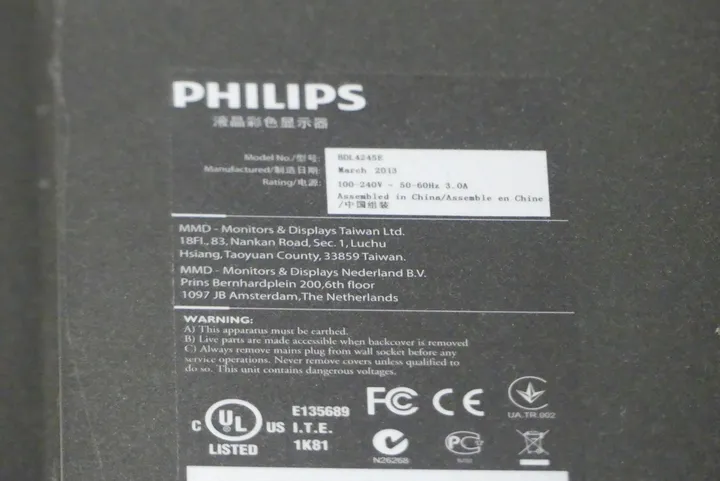 PHILIPS
液晶彩色显示器
Model No./型号: BDL4245E
Manufactured/制造日期: March 2013
Rating/电源: 100-240V ~ 50-60Hz 3.0A
Assembled in China/Assemble en Chine
/中国组装
MMD - Monitors & Displays Taiwan Ltd.
18Fl., 83, Nankan Road, Sec. 1, Luchu
Hsiang, Taoyuan County, 33859 Taiwan.
MMD - Monitors & Displays Nederland B.V.
Prins Bernhardplein 200, 6th floor
1097 JB Amsterdam, The Netherlands
WARNING:
A) This apparatus must be earthed.
B) Live parts are made accessible when backcover is removed
C) Always remove mains plug from wall socket before any
service operations. Never remove covers unless qualified to
do so. This unit contains dangerous voltages.
C UL US
LISTED
E135689
I.T.E.
1K81
FC CE
UA.TR.002
N26268
PG